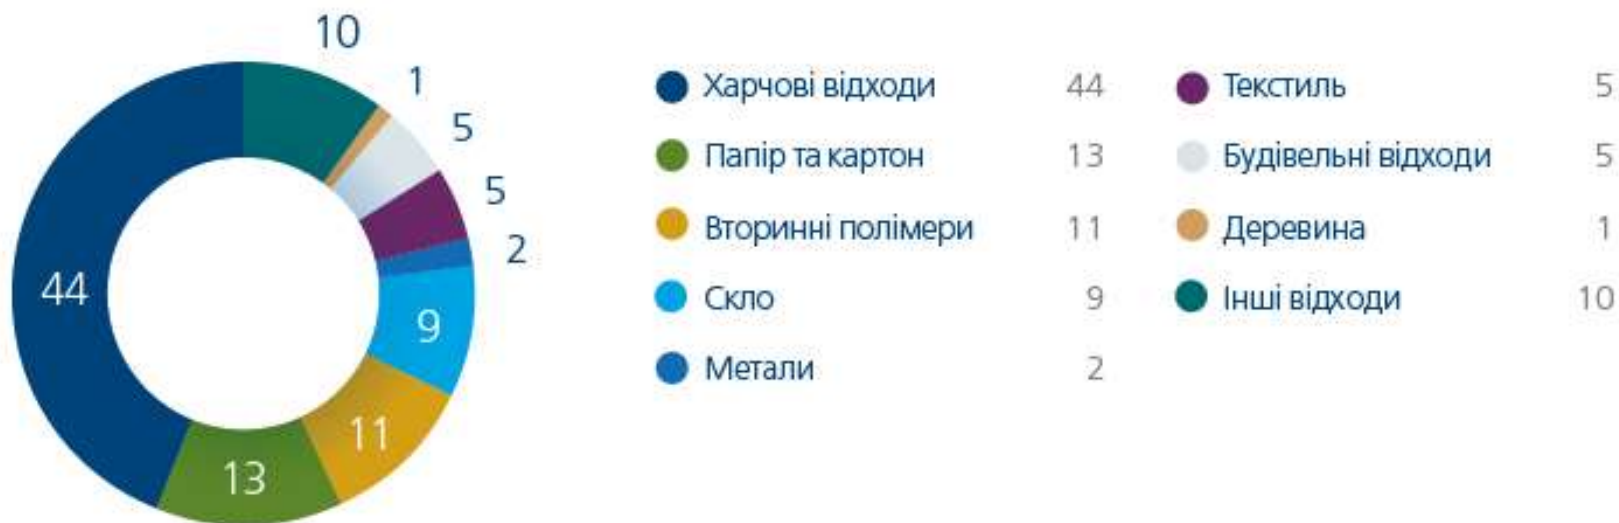 10
1
5
5
2
9
11
13
44
Харчові відходи 44
Папір та картон 13
Вторинні полімери 11
Скло 9
Метали 2
Текстиль 5
Будівельні відходи 5
Деревина 1
Інші відходи 10